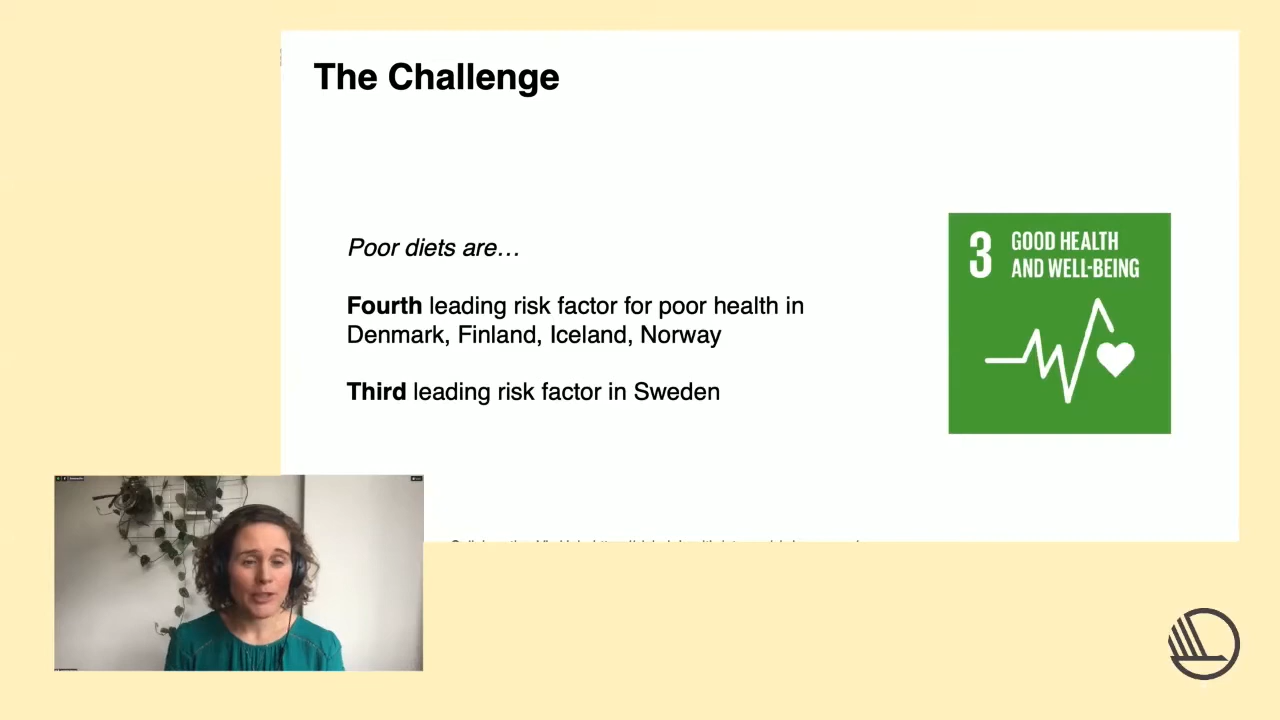 The Challenge
Poor diets are…
Fourth leading risk factor for poor health in
Denmark, Finland, Iceland, Norway
Third leading risk factor in Sweden
3 GOOD HEALTH
AND WELL-BEING